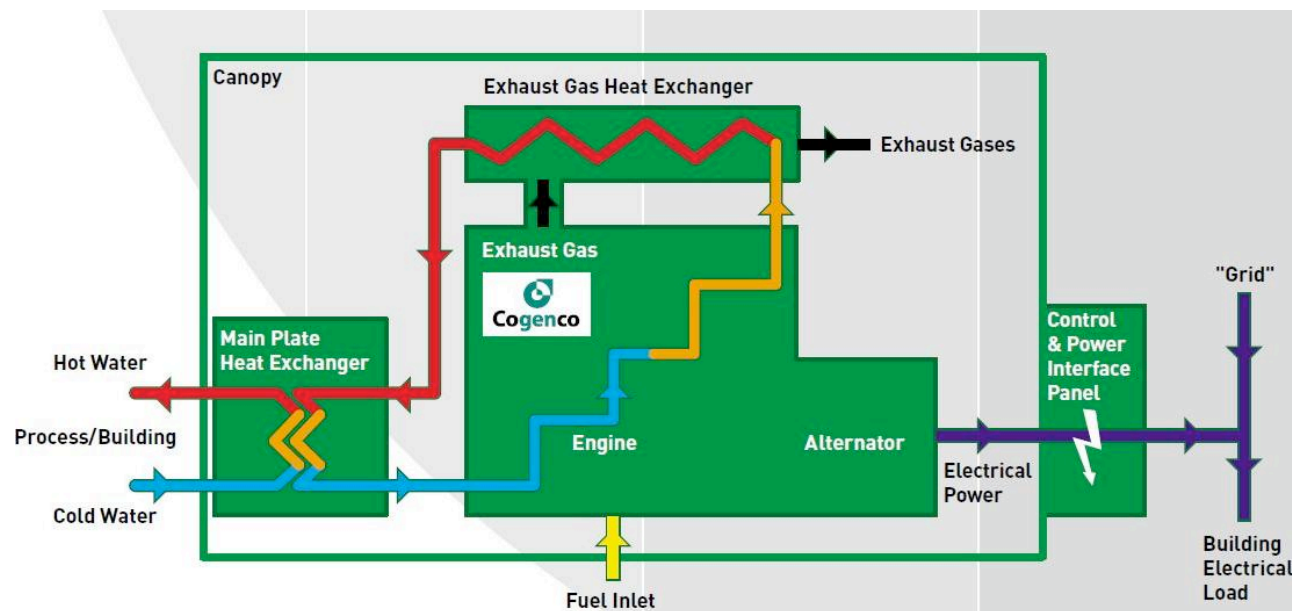 Canopy
Exhaust Gas Heat Exchanger
Exhaust Gases
Exhaust Gas
Cogenco
"Grid"
Control
& Power
Interface
Panel
Main Plate
Heat Exchanger
Hot Water
Process/Building
Cold Water
Engine
Alternator
Electrical
Power
Fuel Inlet
Building
Electrical
Load